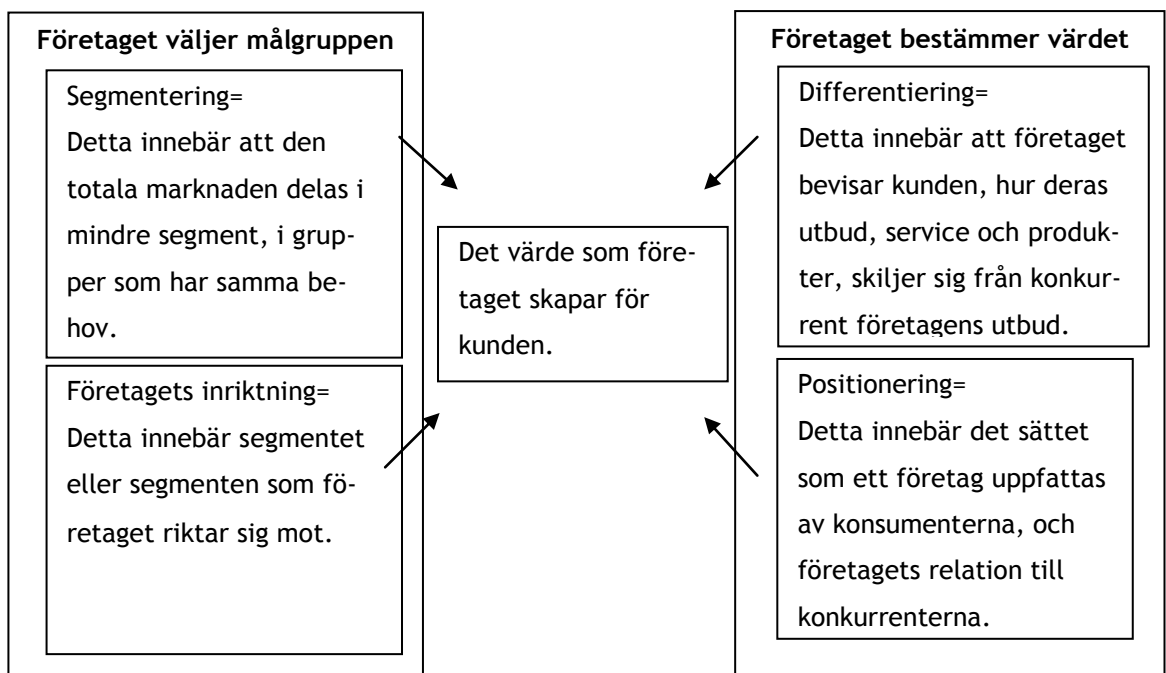 Företaget väljer målgruppen
Segmentering=
Detta innebär att den
totala marknaden delas i
mindre segment, i grup-
per som har samma be-
hov.
Företagets inriktning=
Detta innebär segmentet
eller segmenten som fö-
retaget riktar sig mot.
Det värde som före-
taget skapar för
kunden.
Företaget bestämmer värdet
Differentiering=
Detta innebär att företaget
bevisar kunden, hur deras
utbud, service och produk-
ter, skiljer sig från konkur-
rent företagens utbud.
Positionering=
Detta innebär det sättet
som ett företag uppfattas
av konsumenterna, och
företagets relation till
konkurrenterna.